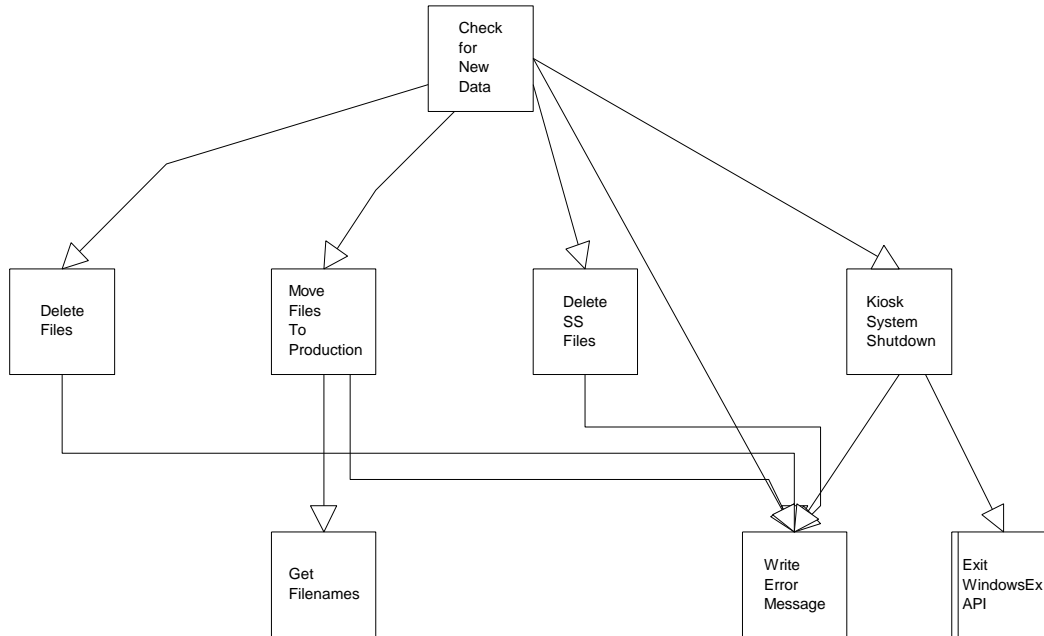 Check
for
New
Data
Delete
Files
Move
Files
To
Production
Delete
SS
Files
Kiosk
System
Shutdown
Get
Filenames
Write
Error
Message
Exit
WindowsEx
API